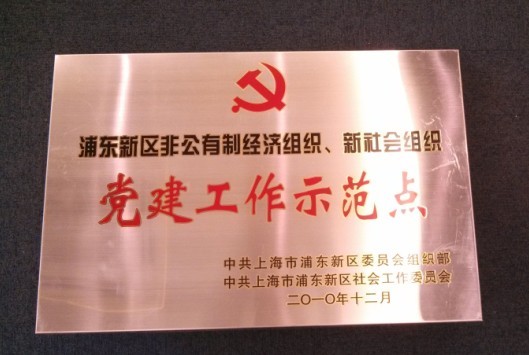 浦东新区非公有制经济组织、新社会组织
党建工作示范点
中共上海市浦东新区委员会组织部
中共上海市浦东新区社会工作委员会
二〇一〇年十二月